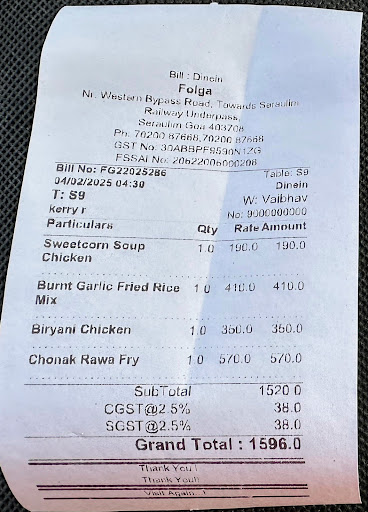 Bill : Dinein
Folga
Nr. Western Bypass Road, Towards Seraulim
Railway Underpass,
Seraulim Goa 403708
Ph: 70200 87668,70200 87668
GST No: 30ABBPF9590N1ZG
FSSAI No: 20622006000208
Bill No: FG22025286 Table: S9
04/02/2025 04:30 Dinein
T: S9 W: Vaibhav
Kerry r No: 9000000000
Particulars Qty Rate Amount
Sweetcorn Soup 1.0 190.0 190.0
Chicken
Burnt Garlic Fried Rice 1.0 410.0 410.0
Mix
Biryani Chicken 1.0 350.0 350.0
Chonak Rawa Fry 1.0 570.0 570.0
SubTotal 1520.0
CGST@2.5% 38.0
SGST@2.5% 38.0
Grand Total : 1596.0
Thank You !
Thank You!!
Visit Again...!